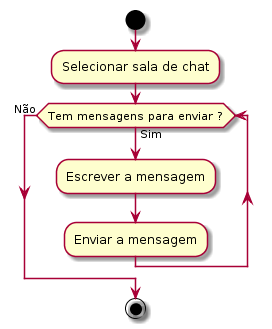 Selecionar sala de chat
Não
Tem mensagens para enviar ?
Sim
Escrever a mensagem
Enviar a mensagem